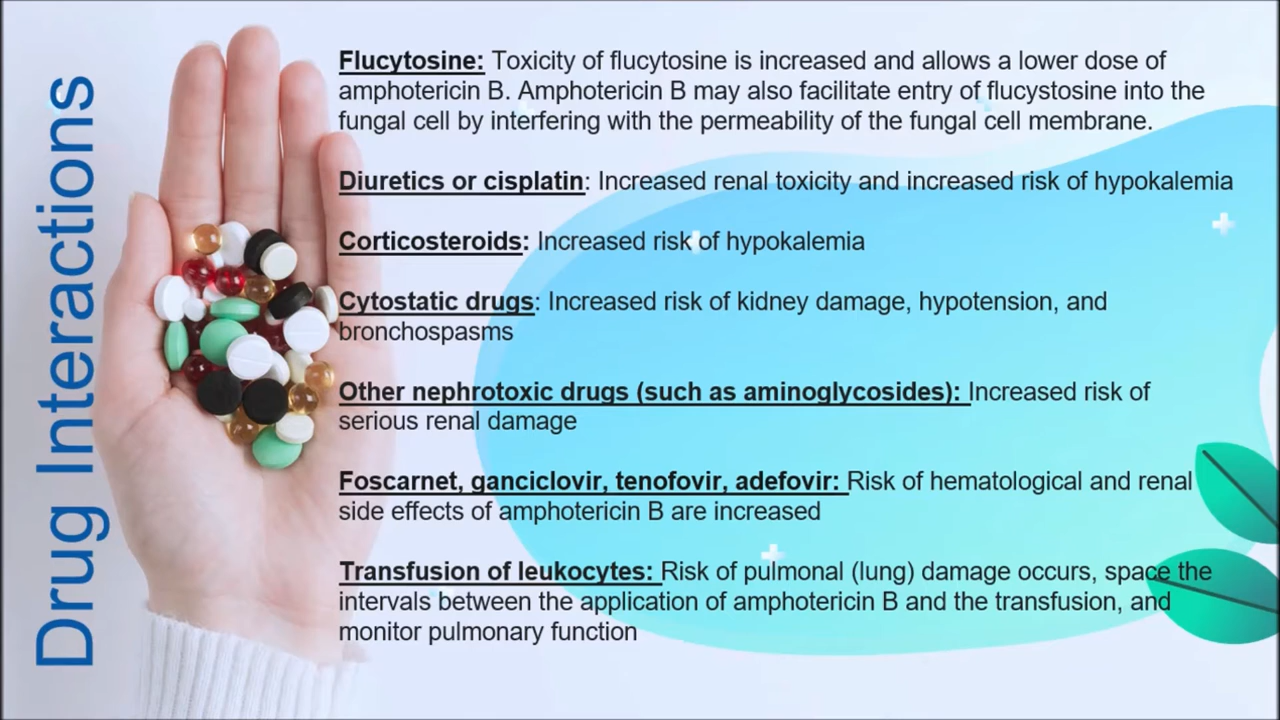 Drug Interactions
Flucytosine: Toxicity of flucytosine is increased and allows a lower dose of
amphotericin B. Amphotericin B may also facilitate entry of flucystosine into the
fungal cell by interfering with the permeability of the fungal cell membrane.
Diuretics or cisplatin: Increased renal toxicity and increased risk of hypokalemia
Corticosteroids: Increased risk of hypokalemia
Cytostatic drugs: Increased risk of kidney damage, hypotension, and
bronchospasms
Other nephrotoxic drugs (such as aminoglycosides): Increased risk of
serious renal damage
Foscarnet, ganciclovir, tenofovir, adefovir: Risk of hematological and renal
side effects of amphotericin B are increased
Transfusion of leukocytes: Risk of pulmonal (lung) damage occurs, space the
intervals between the application of amphotericin B and the transfusion, and
monitor pulmonary function